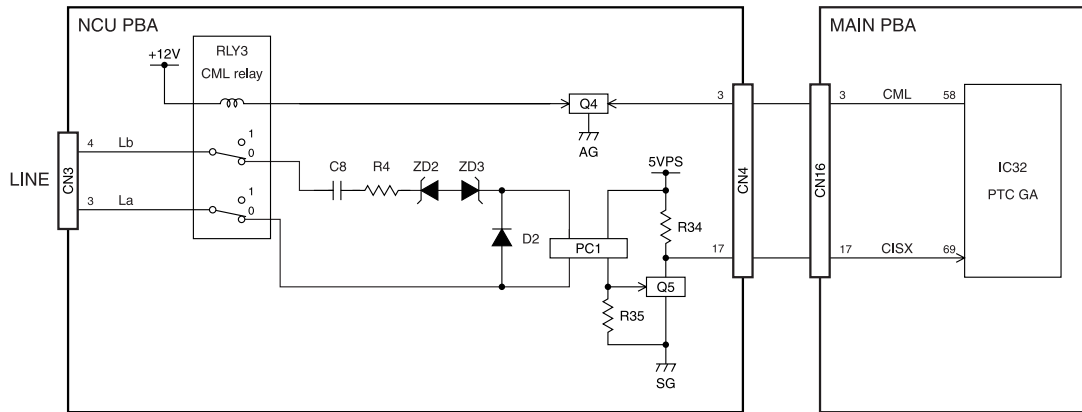 NCU PBA
MAIN PBA
+12V
RLY3
CML relay
3
3
CML
58
Q4
AG
1
0
4
Lb
LINE
CN3
3
La
1
0
C8
R4
ZD2
ZD3
5VPS
CN4
CN16
IC32
PTC GA
R34
D2
PC1
17
17
CISX
69
Q5
R35
SG